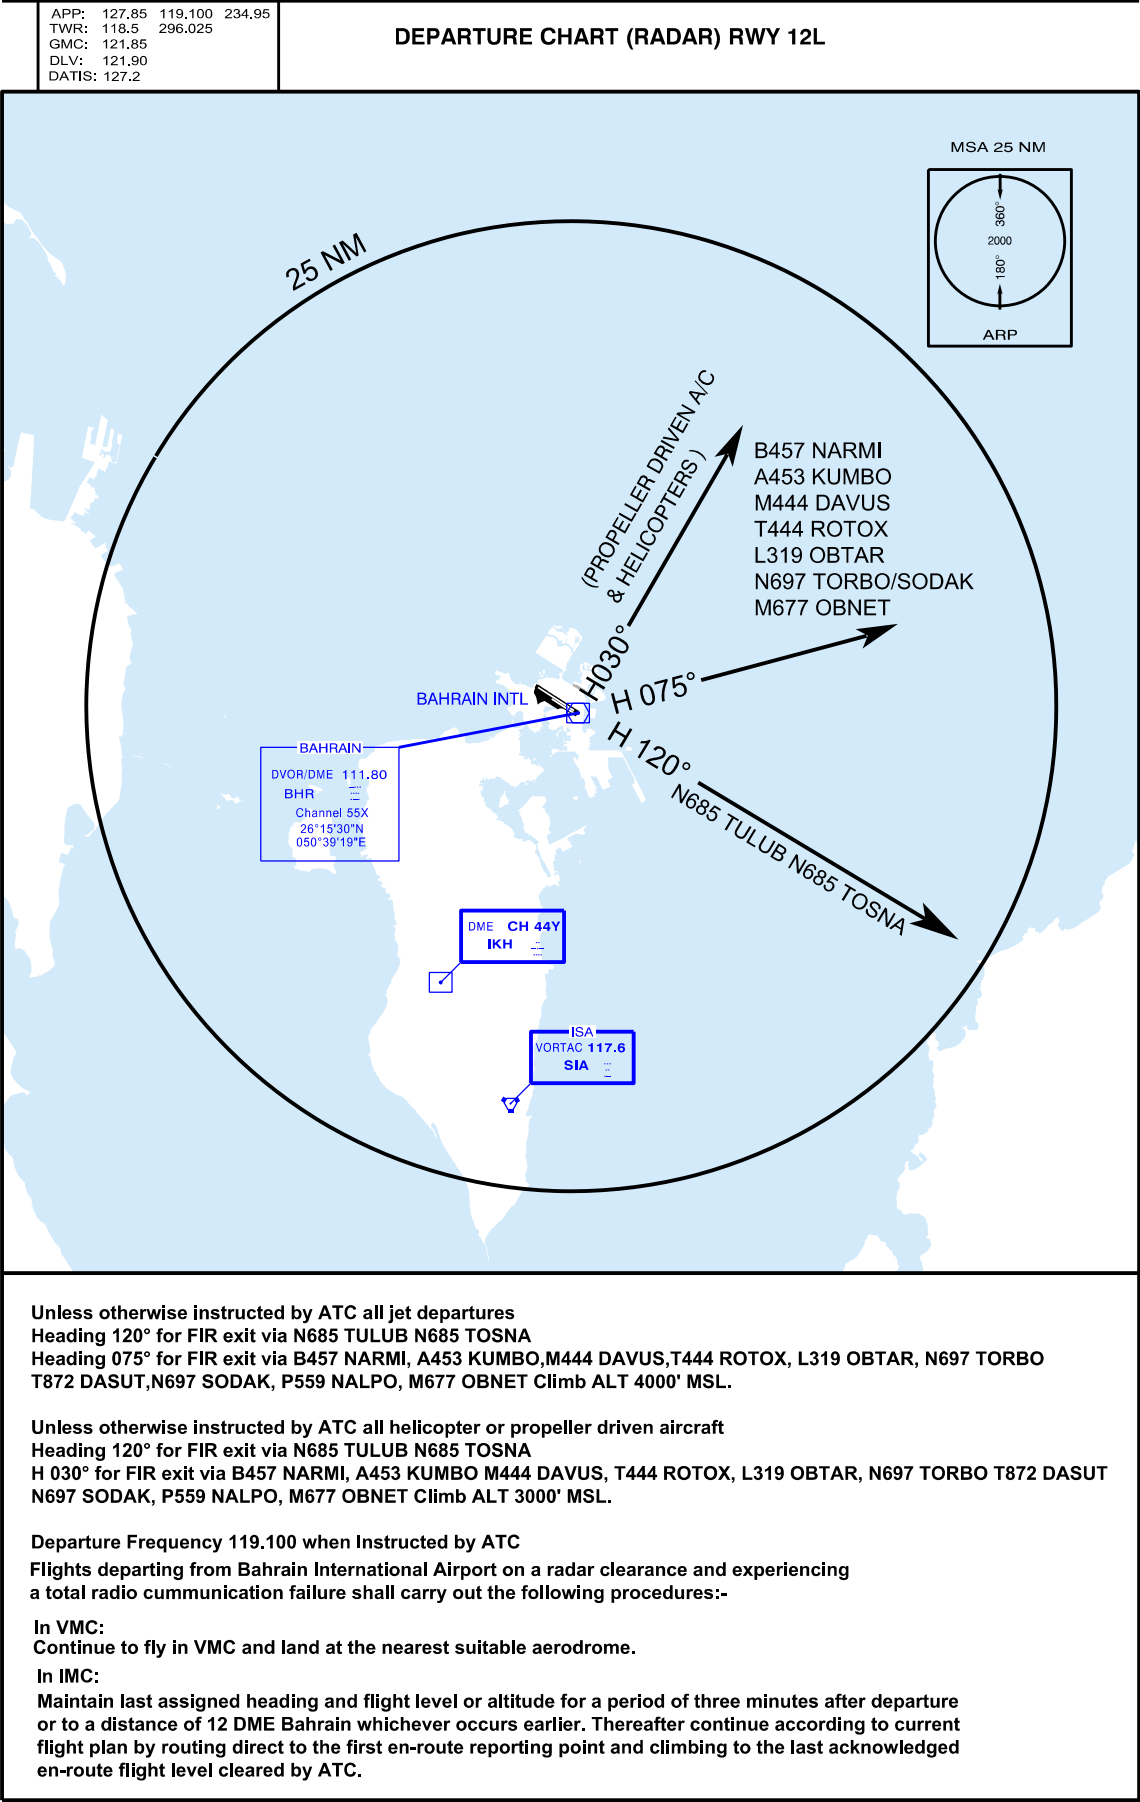 APP: 127.85 119.100 234.95
TWR: 118.5 296.025
GMC: 121.85
DLV: 121.90
DATIS: 127.2
DEPARTURE CHART (RADAR) RWY 12L
MSA 25 NM
360°
2000
180°
ARP
25 NM
(PROPELLER DRIVEN A/C
& HELICOPTERS )
B457 NARMI
A453 KUMBO
M444 DAVUS
T444 ROTOX
L319 OBTAR
N697 TORBO/SODAK
M677 OBNET
H030°
H 075°
H 120°
N685 TULUB N685 TOSNA
BAHRAIN INTL
BAHRAIN
DVOR/DME 111.80
BHR
Channel 55X
26°15'30"N
050°39'19"E
DME CH 44Y
IKH
ISA
VORTAC 117.6
SIA
Unless otherwise instructed by ATC all jet departures
Heading 120° for FIR exit via N685 TULUB N685 TOSNA
Heading 075° for FIR exit via B457 NARMI, A453 KUMBO,M444 DAVUS,T444 ROTOX, L319 OBTAR, N697 TORBO
T872 DASUT,N697 SODAK, P559 NALPO, M677 OBNET Climb ALT 4000' MSL.
Unless otherwise instructed by ATC all helicopter or propeller driven aircraft
Heading 120° for FIR exit via N685 TULUB N685 TOSNA
H 030° for FIR exit via B457 NARMI, A453 KUMBO M444 DAVUS, T444 ROTOX, L319 OBTAR, N697 TORBO T872 DASUT
N697 SODAK, P559 NALPO, M677 OBNET Climb ALT 3000' MSL.
Departure Frequency 119.100 when Instructed by ATC
Flights departing from Bahrain International Airport on a radar clearance and experiencing
a total radio cummunication failure shall carry out the following procedures:-
In VMC:
Continue to fly in VMC and land at the nearest suitable aerodrome.
In IMC:
Maintain last assigned heading and flight level or altitude for a period of three minutes after departure
or to a distance of 12 DME Bahrain whichever occurs earlier. Thereafter continue according to current
flight plan by routing direct to the first en-route reporting point and climbing to the last acknowledged
en-route flight level cleared by ATC.